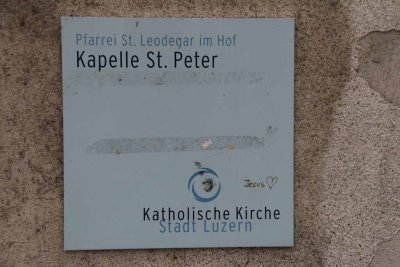 Pfarrei St. Leodegar im Hof
Kapelle St. Peter
Jesus♡
Katholische Kirche
Stadt Luzern